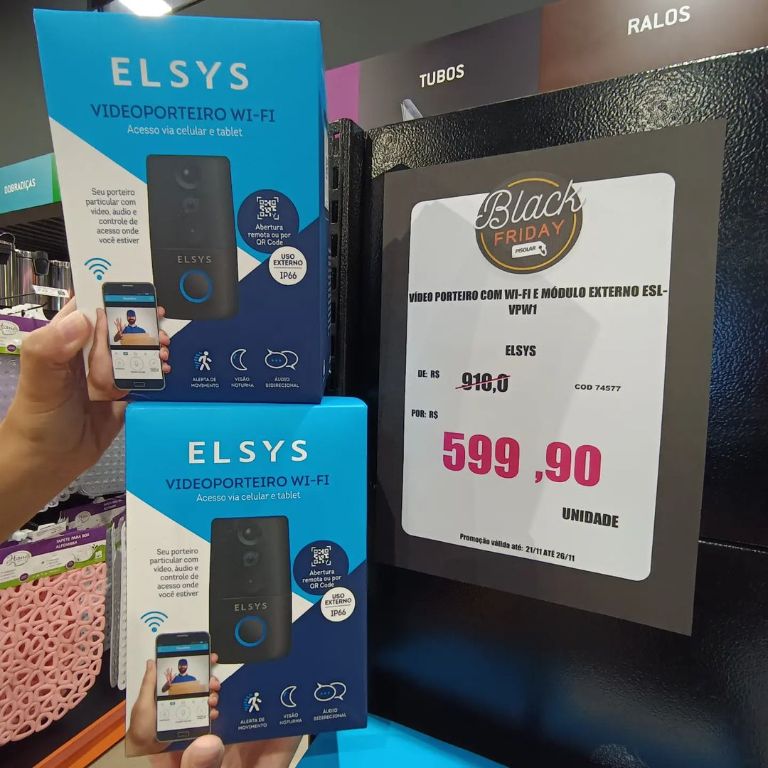 RALOS
TUBOS
DOBRADIÇAS
ELSYS
VIDEOPORTEIRO WI-FI
Acesso via celular e tablet
Seu porteiro
particular com
vídeo, áudio e
controle de
acesso onde
você estiver
Abertura
remota ou por
QR Code
USO
EXTERNO
IP66
ELSYS
ALERTA DE
MOVIMENTO
VISÃO
NOTURNA
ÁUDIO
BIDIRECIONAL
ELSYS
VIDEOPORTEIRO WI-FI
Acesso via celular e tablet
Seu porteiro
particular com
vídeo, áudio e
controle de
acesso onde
você estiver
Abertura
remota ou por
QR Code
USO
EXTERNO
IP66
ELSYS
ALERTA DE
MOVIMENTO
VISÃO
NOTURNA
ÁUDIO
BIDIRECIONAL
Black
FRIDAY
PISOLAR
VÍDEO PORTEIRO COM WI-FI E MÓDULO EXTERNO ESL-
VPW1
ELSYS
DE: R$ 910,0
COD 74577
POR: R$
599 ,90
UNIDADE
Promoção válida até: 21/11 ATÉ 26/11
TAPETE PARA BOX